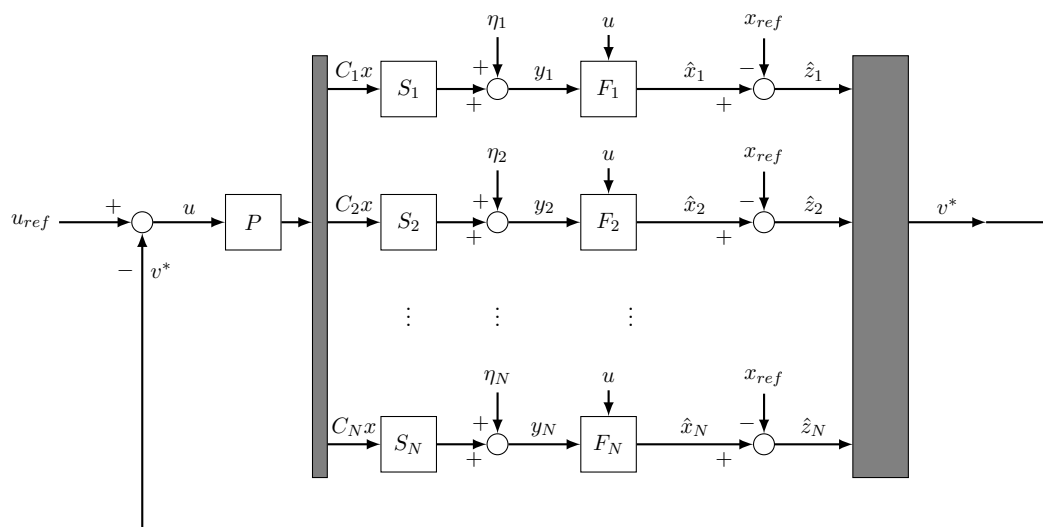 η₁ u x_ref
C₁x S₁ + + y₁ F₁ x̂₁ − + ẑ₁
η₂ u x_ref
u_ref + u P C₂x S₂ + + y₂ F₂ x̂₂ − + ẑ₂ v*
− v*
⋮ ⋮ ⋮
η_N u x_ref
C_Nx S_N + + y_N F_N x̂_N − + ẑ_N